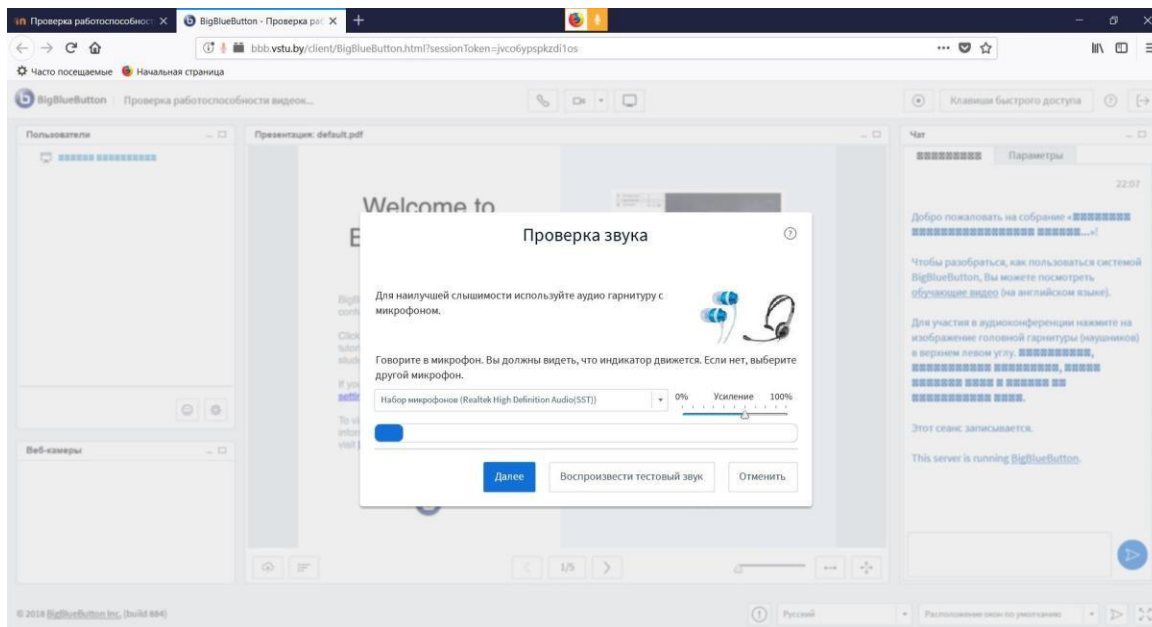 Проверка работоспособност
BigBlueButton - Проверка раб
bbb.vstu.by/client/BigBlueButton.html?sessionToken=jvco6ypspkzdi1os
Часто посещаемые
Начальная страница
BigBlueButton
Проверка работоспособности видеок...
Клавиши быстрого доступа
Пользователи
Презентация: default.pdf
Чат
Параметры
22:07
Welcome to
Добро пожаловать на собрание «
...»!
Чтобы разобраться, как пользоваться системой
BigBlueButton, Вы можете посмотреть
обучающие видео (на английском языке).
Для участия в аудиоконференции нажмите на
изображение головной гарнитуры (наушников)
в верхнем левом углу.
Этот сеанс записывается.
This server is running BigBlueButton.
Проверка звука
Для наилучшей слышимости используйте аудио гарнитуру с
микрофоном.
Говорите в микрофон. Вы должны видеть, что индикатор движется. Если нет, выберите
другой микрофон.
Набор микрофонов (Realtek High Definition Audio(SST))
0% Усиление 100%
Далее
Воспроизвести тестовый звук
Отменить
Веб-камеры
1/5
© 2018 BigBlueButton Inc. (build 884)
Русский
Расположение окон по умолчанию